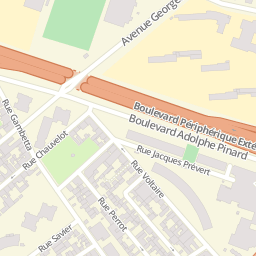 Avenue George
Boulevard Périphérique Exté
Boulevard Adolphe Pinard
Rue Gambetta
Rue Chauvelot
Rue Jacques Prévert
Rue Voltaire
Rue Perrot
Rue Savier